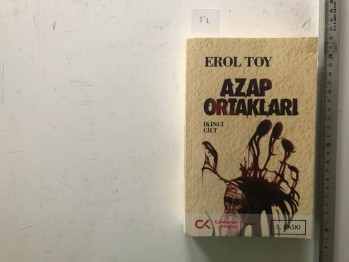 52
EROL TOY
AZAP
ORTAKLARI
İKİNCİ
CİLT
BASKI